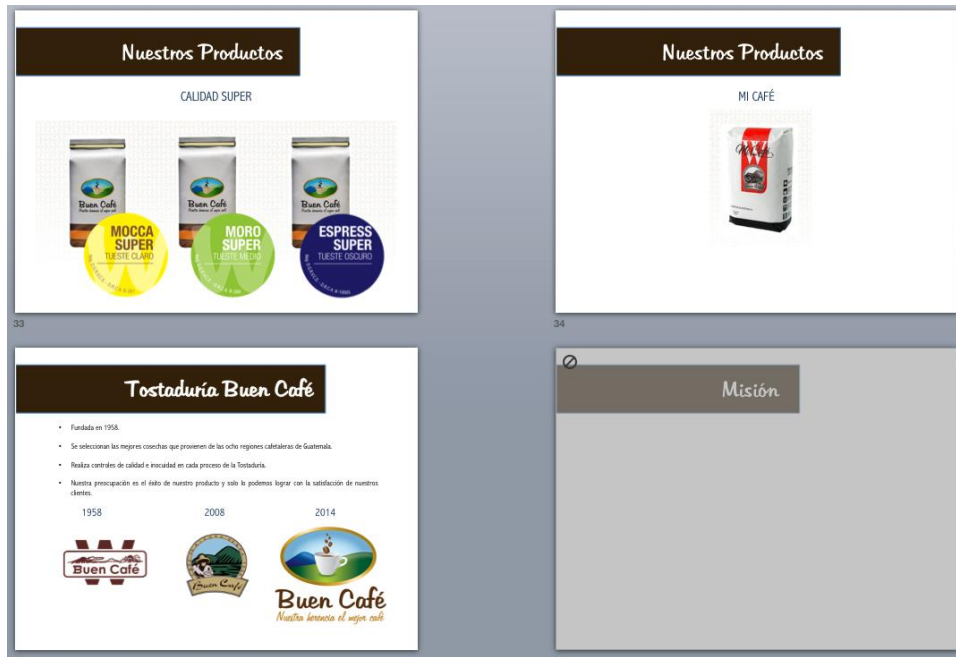 Nuestros Productos
CALIDAD SUPER
Buen Café
Buen Café
Buen Café
MOCCA
SUPER
TUESTE CLARO
MORO
SUPER
TUESTE MEDIO
ESPRESS
SUPER
TUESTE OSCURO
33
Nuestros Productos
MI CAFÉ
Mi Café
34
Tostaduría Buen Café
• Fundada en 1958.
• Se seleccionan las mejores cosechas que provienen de las ocho regiones cafetaleras de Guatemala.
• Realiza controles de calidad e inocuidad en cada proceso de la Tostaduría.
• Nuestra preocupación es el éxito de nuestro producto y solo lo podemos lograr con la satisfacción de nuestros
clientes.
1958
2008
2014
Buen Café
Buen Café
Buen Café
Nuestra herencia el mejor café
Misión